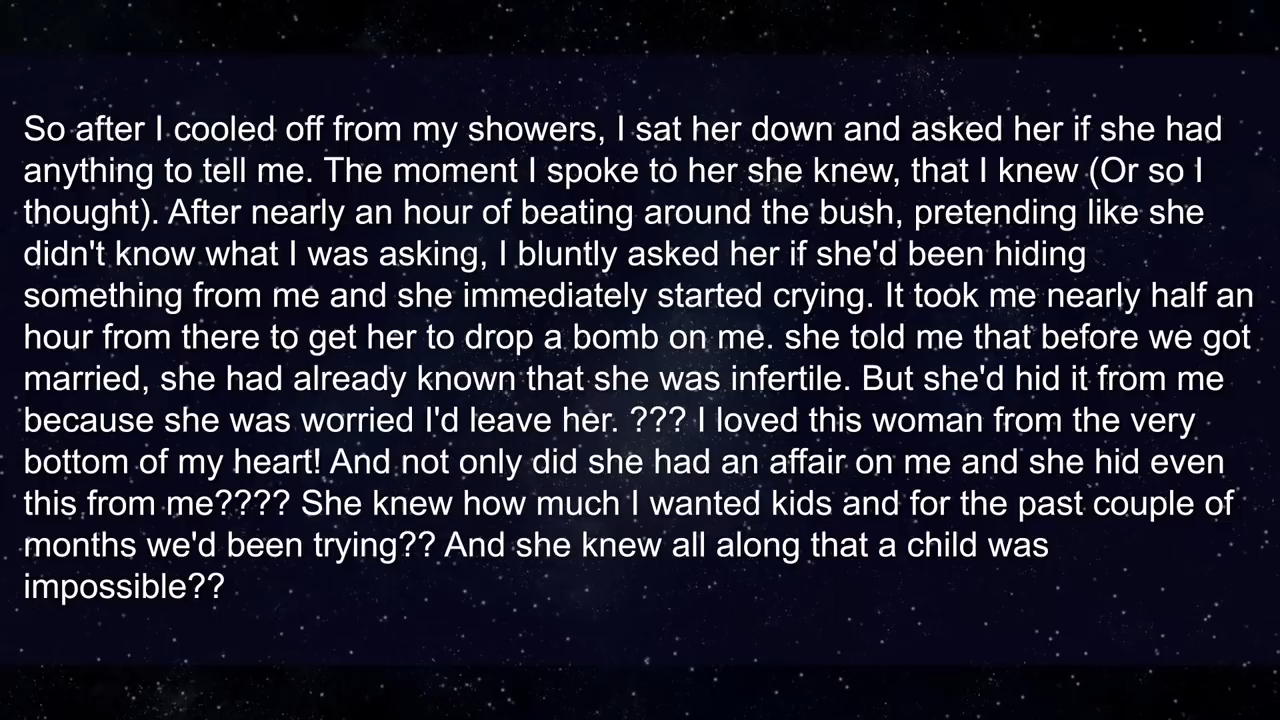 So after I cooled off from my showers, I sat her down and asked her if she had
anything to tell me. The moment I spoke to her she knew, that I knew (Or so I
thought). After nearly an hour of beating around the bush, pretending like she
didn't know what I was asking, I bluntly asked her if she'd been hiding
something from me and she immediately started crying. It took me nearly half an
hour from there to get her to drop a bomb on me. she told me that before we got
married, she had already known that she was infertile. But she'd hid it from me
because she was worried I'd leave her. ??? I loved this woman from the very
bottom of my heart! And not only did she had an affair on me and she hid even
this from me???? She knew how much I wanted kids and for the past couple of
months we'd been trying?? And she knew all along that a child was
impossible??